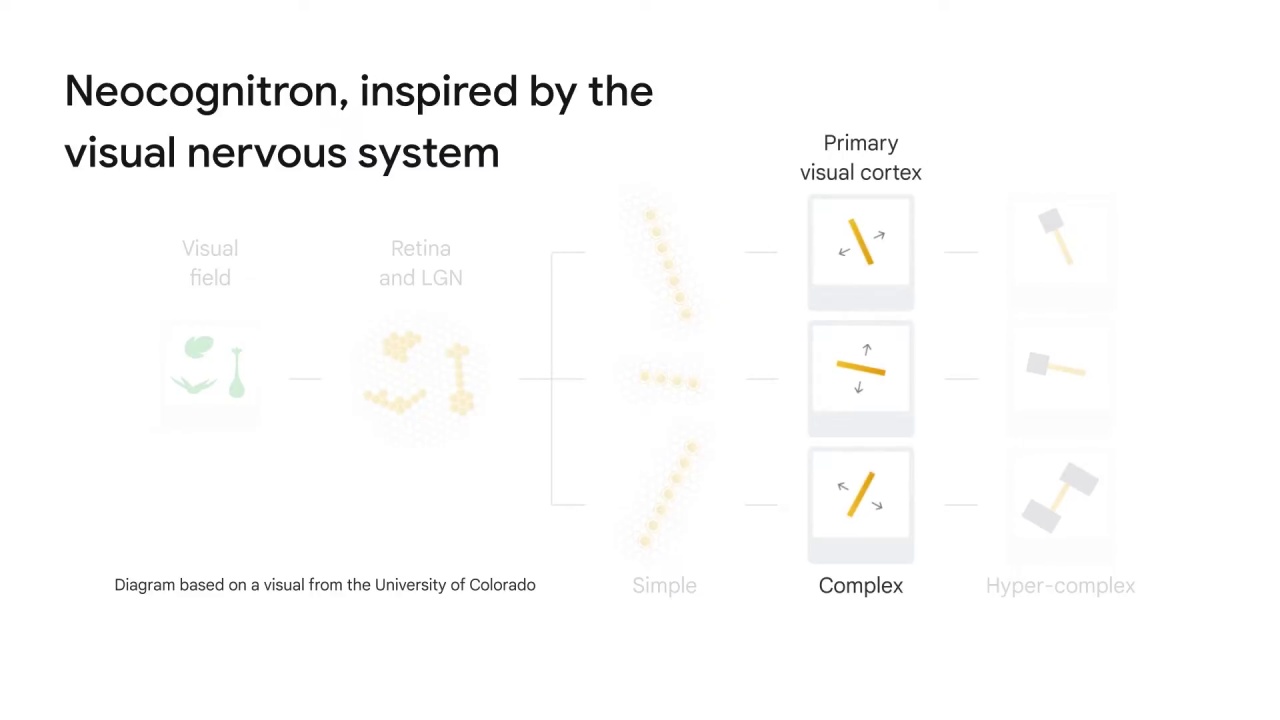 Neocognitron, inspired by the
visual nervous system
Primary
visual cortex
Visual
field
Retina
and LGN
Diagram based on a visual from the University of Colorado
Simple
Complex
Hyper-complex